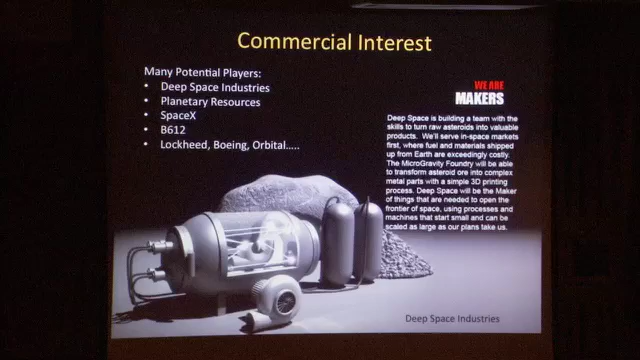 Commercial Interest
Many Potential Players:
• Deep Space Industries
• Planetary Resources
• SpaceX
• B612
• Lockheed, Boeing, Orbital.....
WE ARE
MAKERS
Deep Space is building a team with the
skills to turn raw asteroids into valuable
products. We'll serve in-space markets
first, where fuel and materials shipped
up from Earth are exceedingly costly.
The MicroGravity Foundry will be able
to transform asteroid ore into complex
metal parts with a simple 3D printing
process. Deep Space will be the Maker
of things that are needed to open the
frontier of space, using processes and
machines that start small and can be
scaled as large as our plans take us.
Deep Space Industries